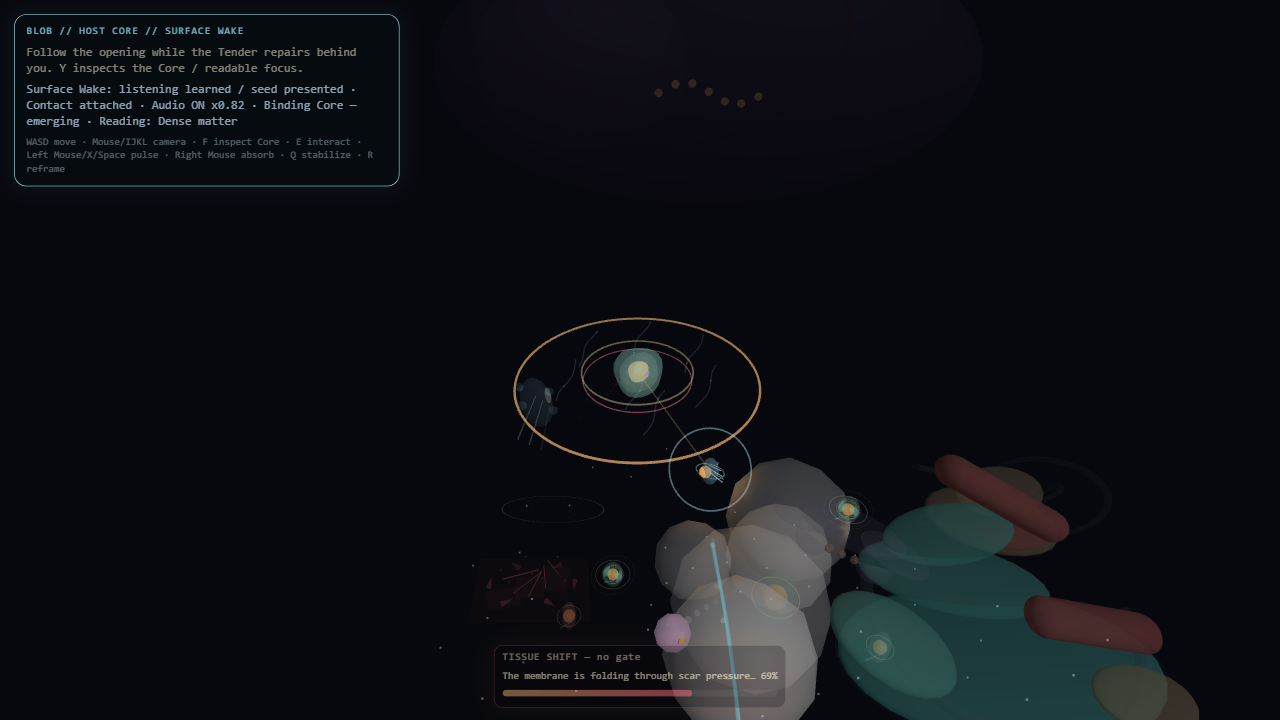 BLOB // HOST CORE // SURFACE WAKE
Follow the opening while the Tender repairs behind
you. Y inspects the Core / readable focus.
Surface Wake: listening learned / seed presented ·
Contact attached · Audio ON x0.82 · Binding Core —
emerging · Reading: Dense matter
WASD move · Mouse/IJKL camera · F inspect Core · E interact ·
Left Mouse/X/Space pulse · Right Mouse absorb · Q stabilize · R
reframe
TISSUE SHIFT — no gate
The membrane is folding through scar pressure… 69%